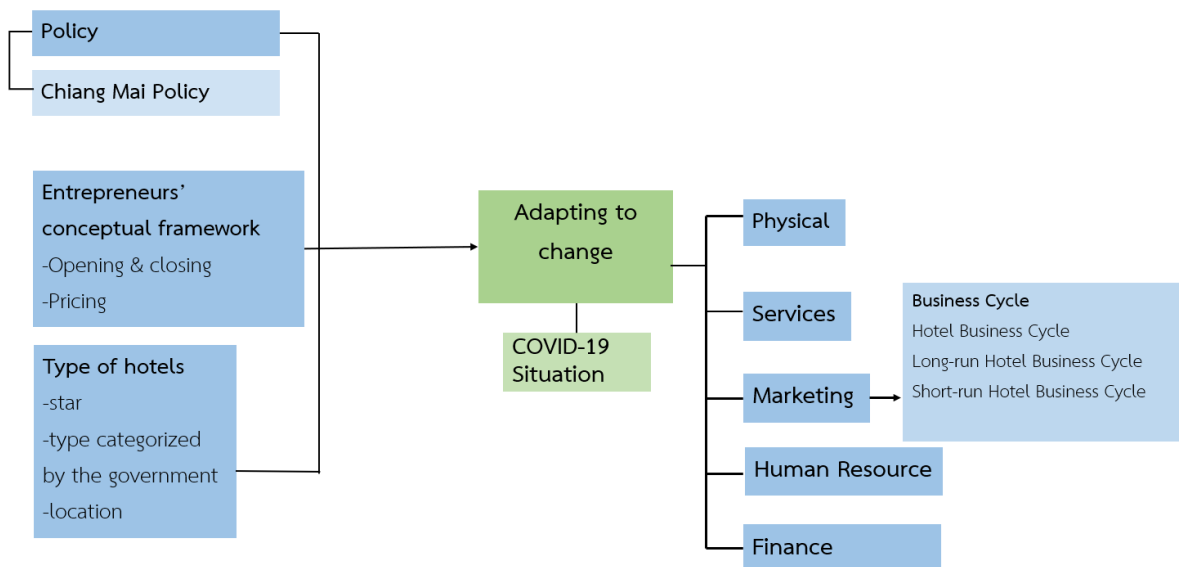 Policy
Chiang Mai Policy
Entrepreneurs'
conceptual framework
-Opening & closing
-Pricing
Type of hotels
-star
-type categorized
by the government
-location
Adapting to
change
COVID-19
Situation
Physical
Services
Marketing
Human Resource
Finance
Business Cycle
Hotel Business Cycle
Long-run Hotel Business Cycle
Short-run Hotel Business Cycle